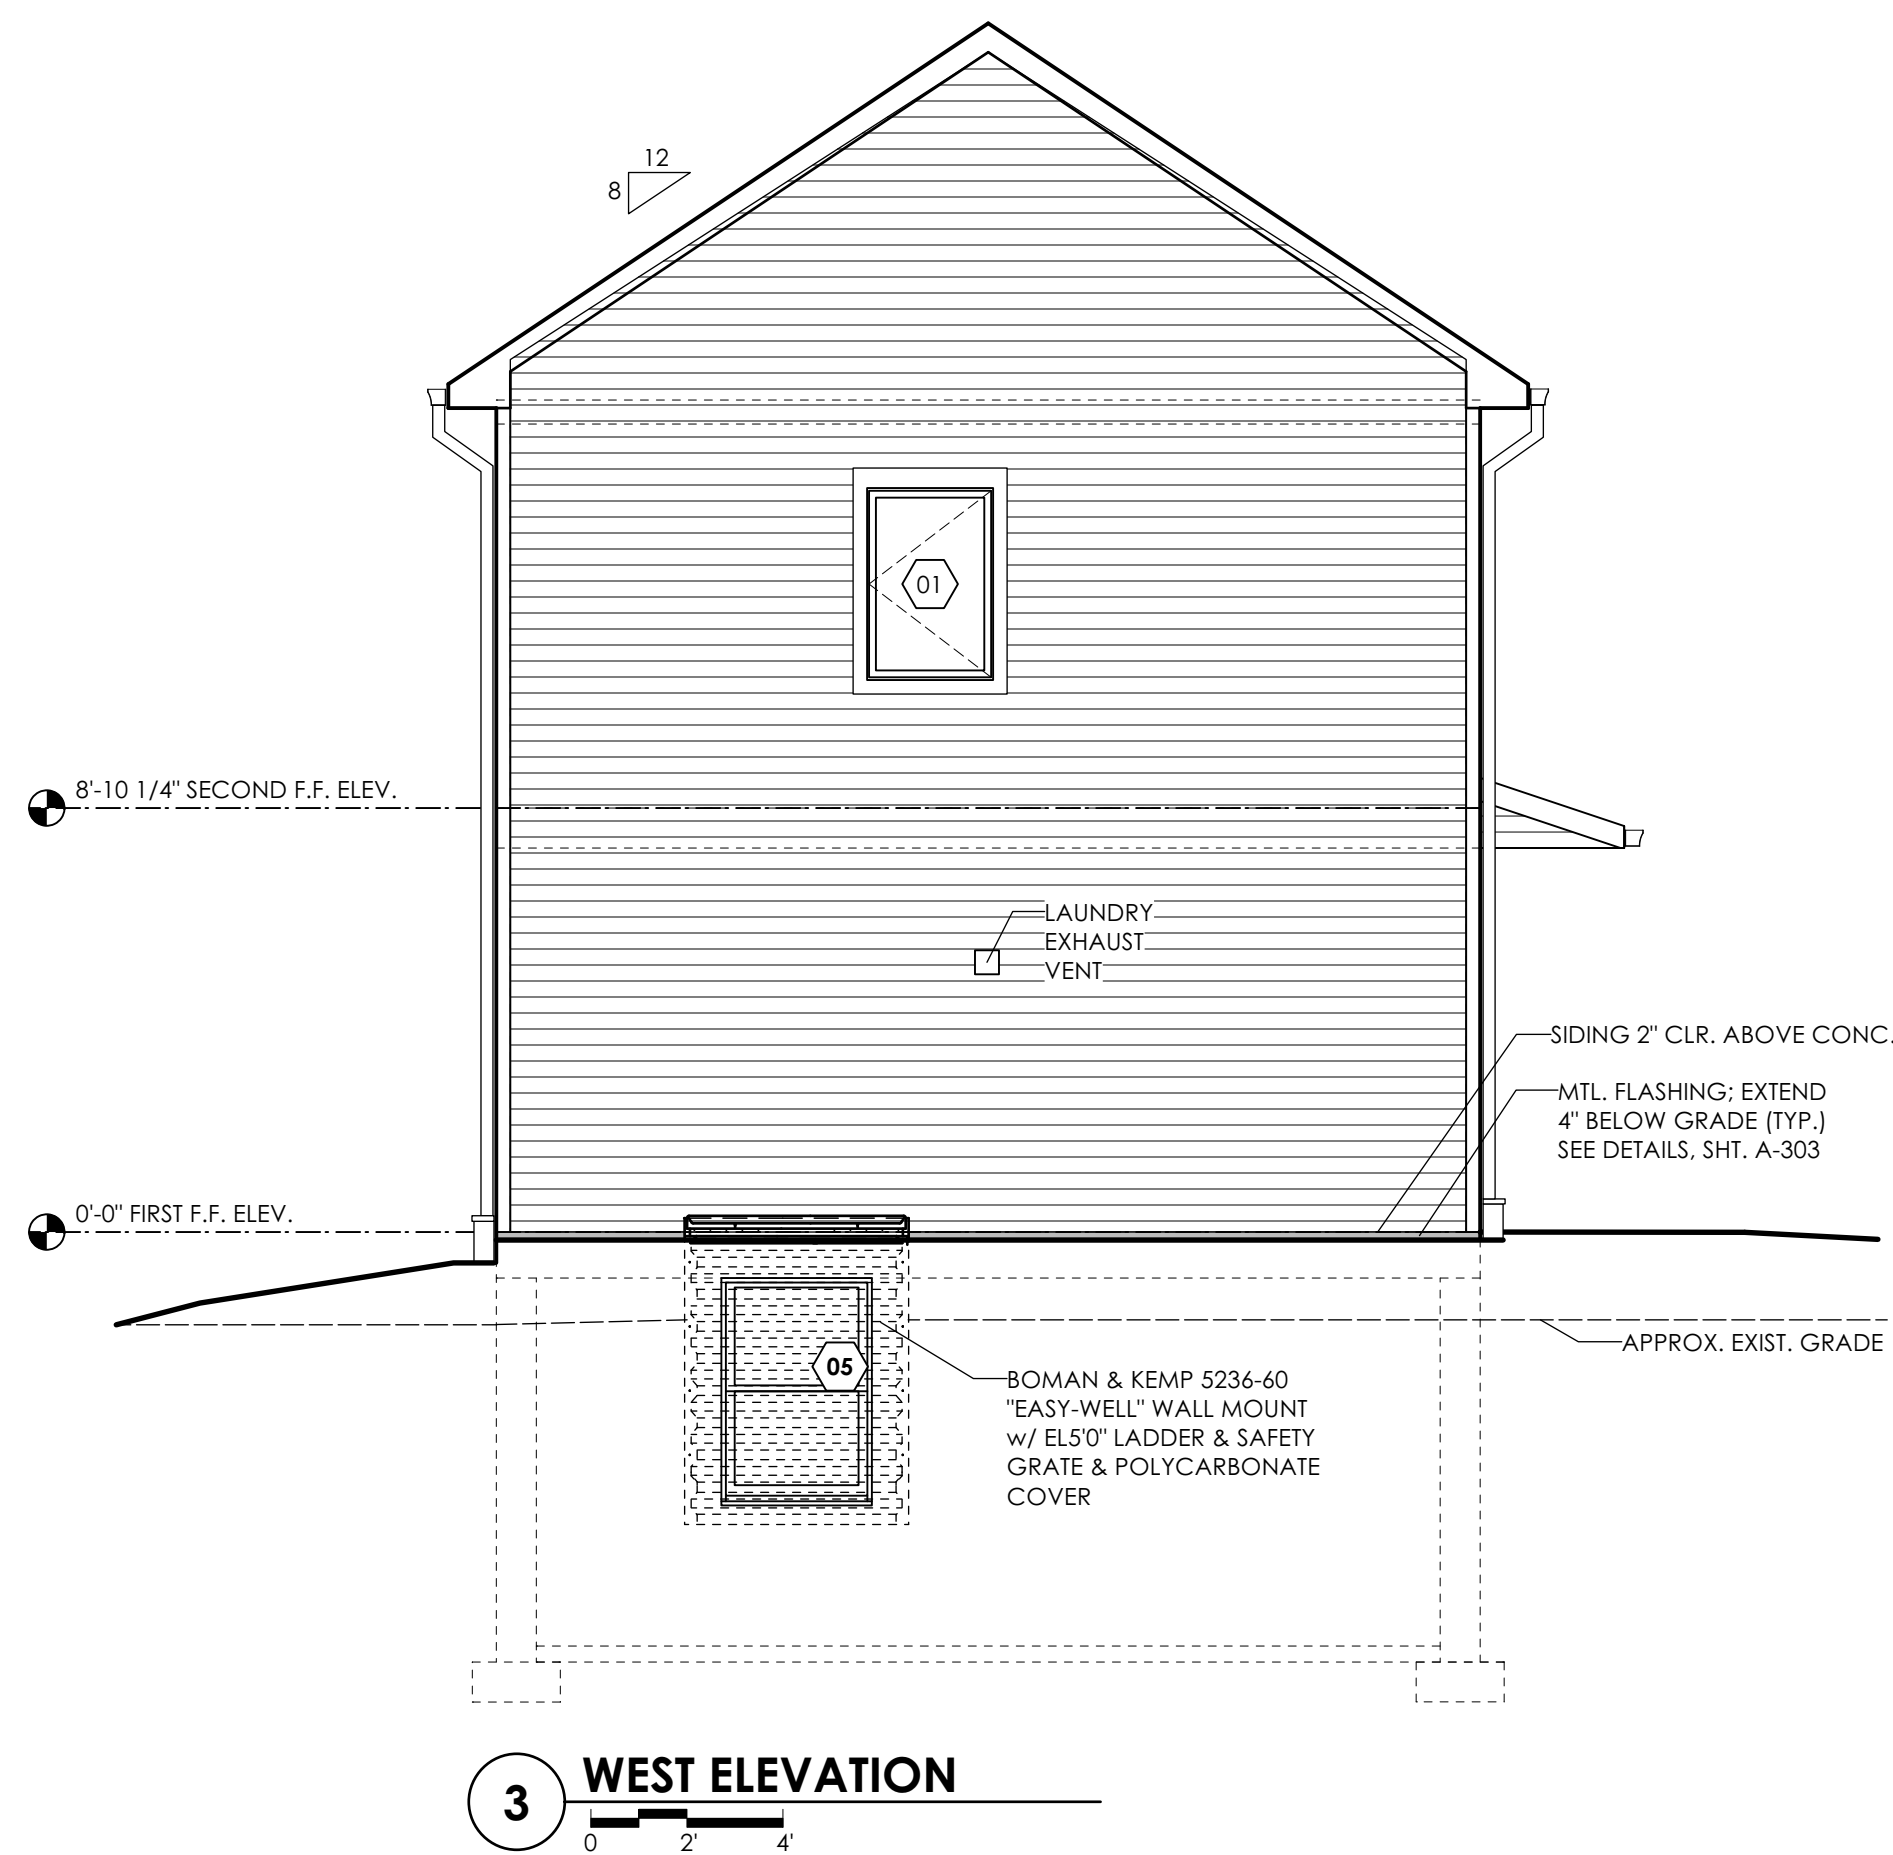 12
8
01
8'-10 1/4" SECOND F.F. ELEV.
LAUNDRY
EXHAUST
VENT
SIDING 2" CLR. ABOVE CONC.
MTL. FLASHING; EXTEND
4" BELOW GRADE (TYP.)
SEE DETAILS, SHT. A-303
0'-0" FIRST F.F. ELEV.
APPROX. EXIST. GRADE
05
BOMAN & KEMP 5236-60
"EASY-WELL" WALL MOUNT
w/ EL5'0" LADDER & SAFETY
GRATE & POLYCARBONATE
COVER
3 WEST ELEVATION
0 2' 4'